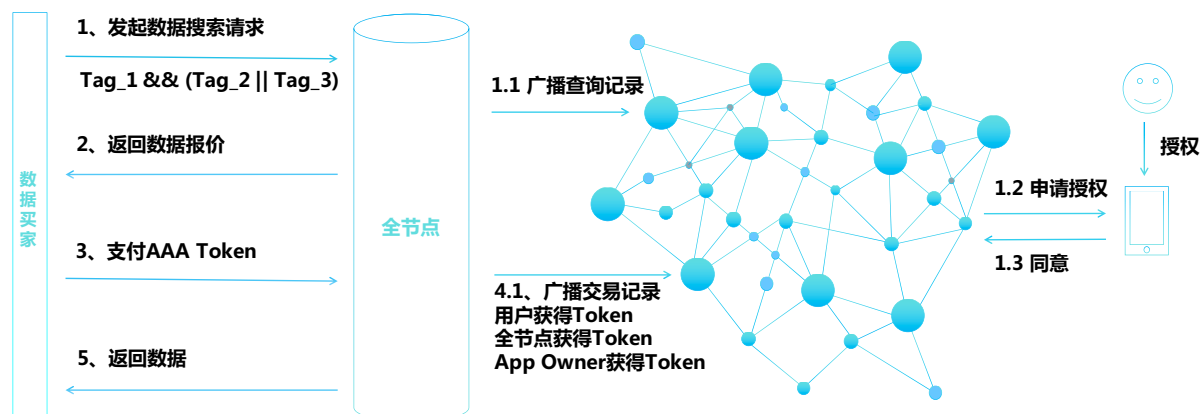 1、发起数据搜索请求
Tag_1 && (Tag_2 || Tag_3)
2、返回数据报价
数据买家
3、支付AAA Token
5、返回数据
全节点
1.1 广播查询记录
4.1、广播交易记录
用户获得Token
全节点获得Token
App Owner获得Token
授权
1.2 申请授权
1.3 同意